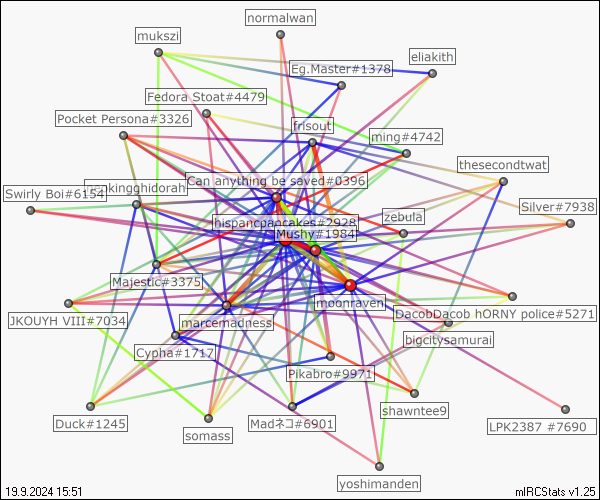 normalwan
mukszi
eliakith
Eg.Master#1378
Fedora Stoat#4479
Pocket Persona#3326
frisout
ming#4742
thesecondtwat
Can anything be saved#0396
Swirly Boi#6154
kingghidorah
Silver#7938
zebula
hispancpancakes#2928
Mushy#1984
Majestic#3375
moonraven
JKOUYH VIII#7034
marcemadness
DacobDacob hORNY police#5271
bigcitysamurai
Cypha#1717
Pikabro#9971
shawntee9
Duck#1245
somass
Madネコ#6901
LPK2387 #7690
yoshimanden
19.9.2024 15:51
mIRCStats v1.25